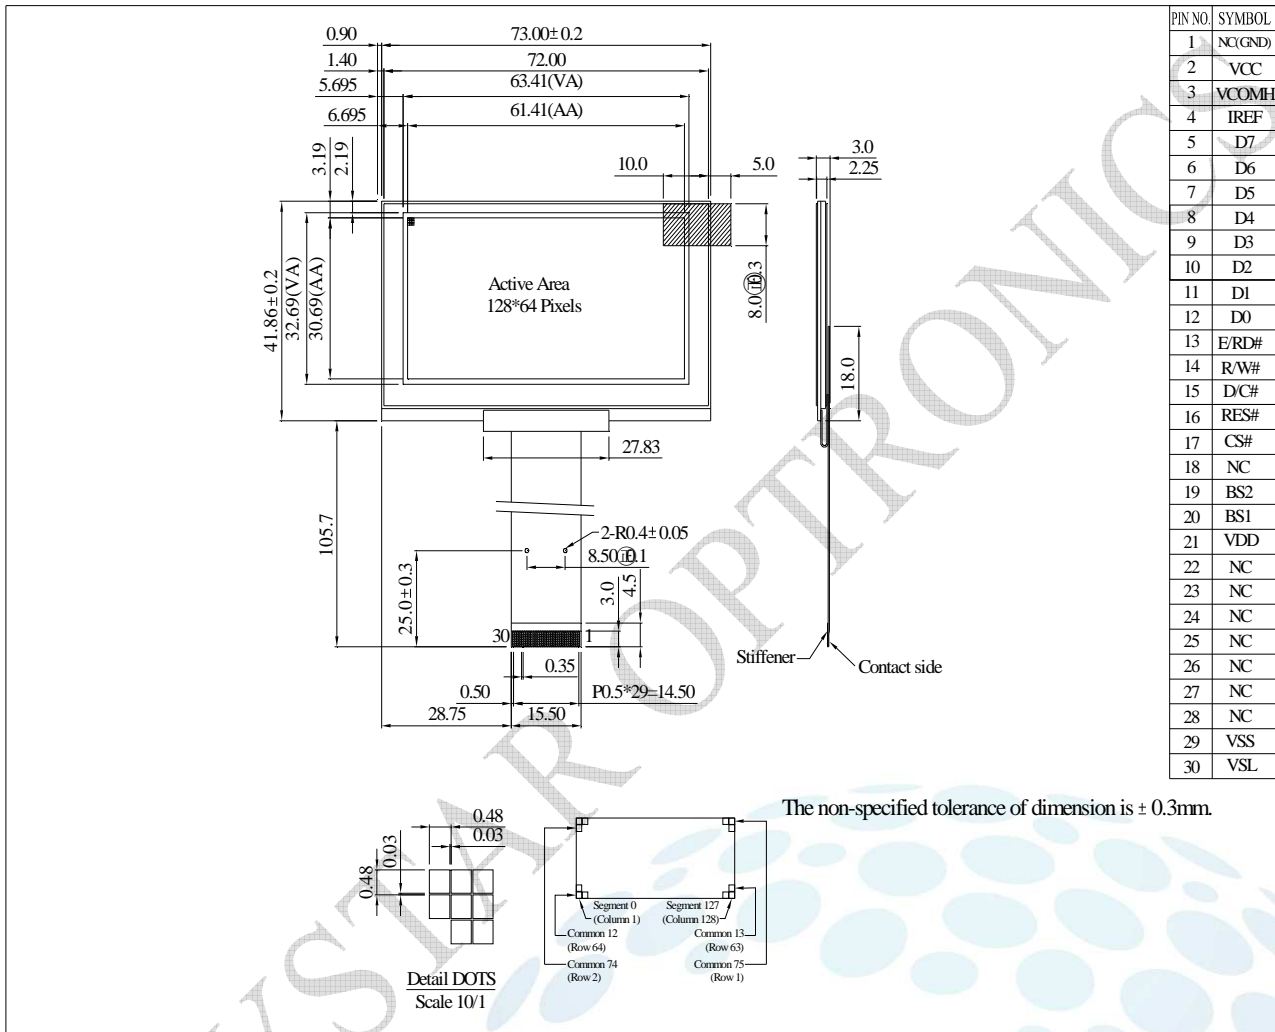 0.90
73.00±0.2
1.40
72.00
5.695
63.41(VA)
6.695
61.41(AA)
3.19
2.19
10.0
5.0
3.0
2.25
41.86±0.2
32.69(VA)
30.69(AA)
Active Area
128*64 Pixels
18.0
27.83
105.7
2-R0.4±0.05
25.0±0.3
3.0
4.5
30
1
0.35
0.50
P0.5*29=14.50
28.75
15.50
Stiffener
Contact side
PIN NO. SYMBOL
1 NC(GND)
2 VCC
3 VCOMH
4 IREF
5 D7
6 D6
7 D5
8 D4
9 D3
10 D2
11 D1
12 D0
13 E/RD#
14 R/W#
15 D/C#
16 RES#
17 CS#
18 NC
19 BS2
20 BS1
21 VDD
22 NC
23 NC
24 NC
25 NC
26 NC
27 NC
28 NC
29 VSS
30 VSL
The non-specified tolerance of dimension is ± 0.3mm.
0.48
0.03
0.48
0.03
Detail DOTS
Scale 10/1
Segment 0
(Column 1)
Segment 127
(Column 128)
Common 12
(Row 64)
Common 13
(Row 63)
Common 74
(Row 2)
Common 75
(Row 1)
STAR OPTRONICS